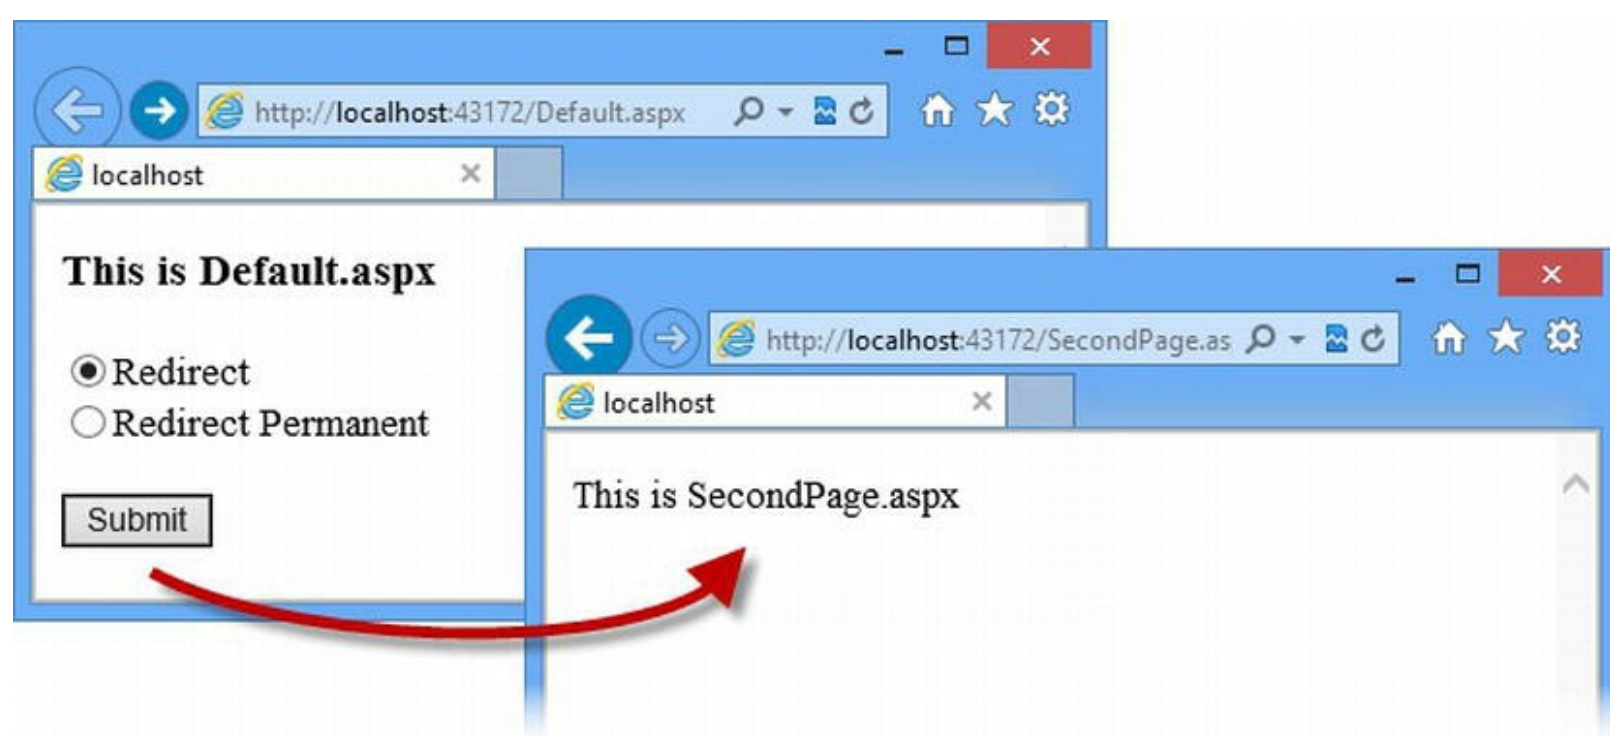 http://localhost:43172/Default.aspx
localhost
This is Default.aspx
Redirect
Redirect Permanent
Submit
http://localhost:43172/SecondPage.as
localhost
This is SecondPage.aspx